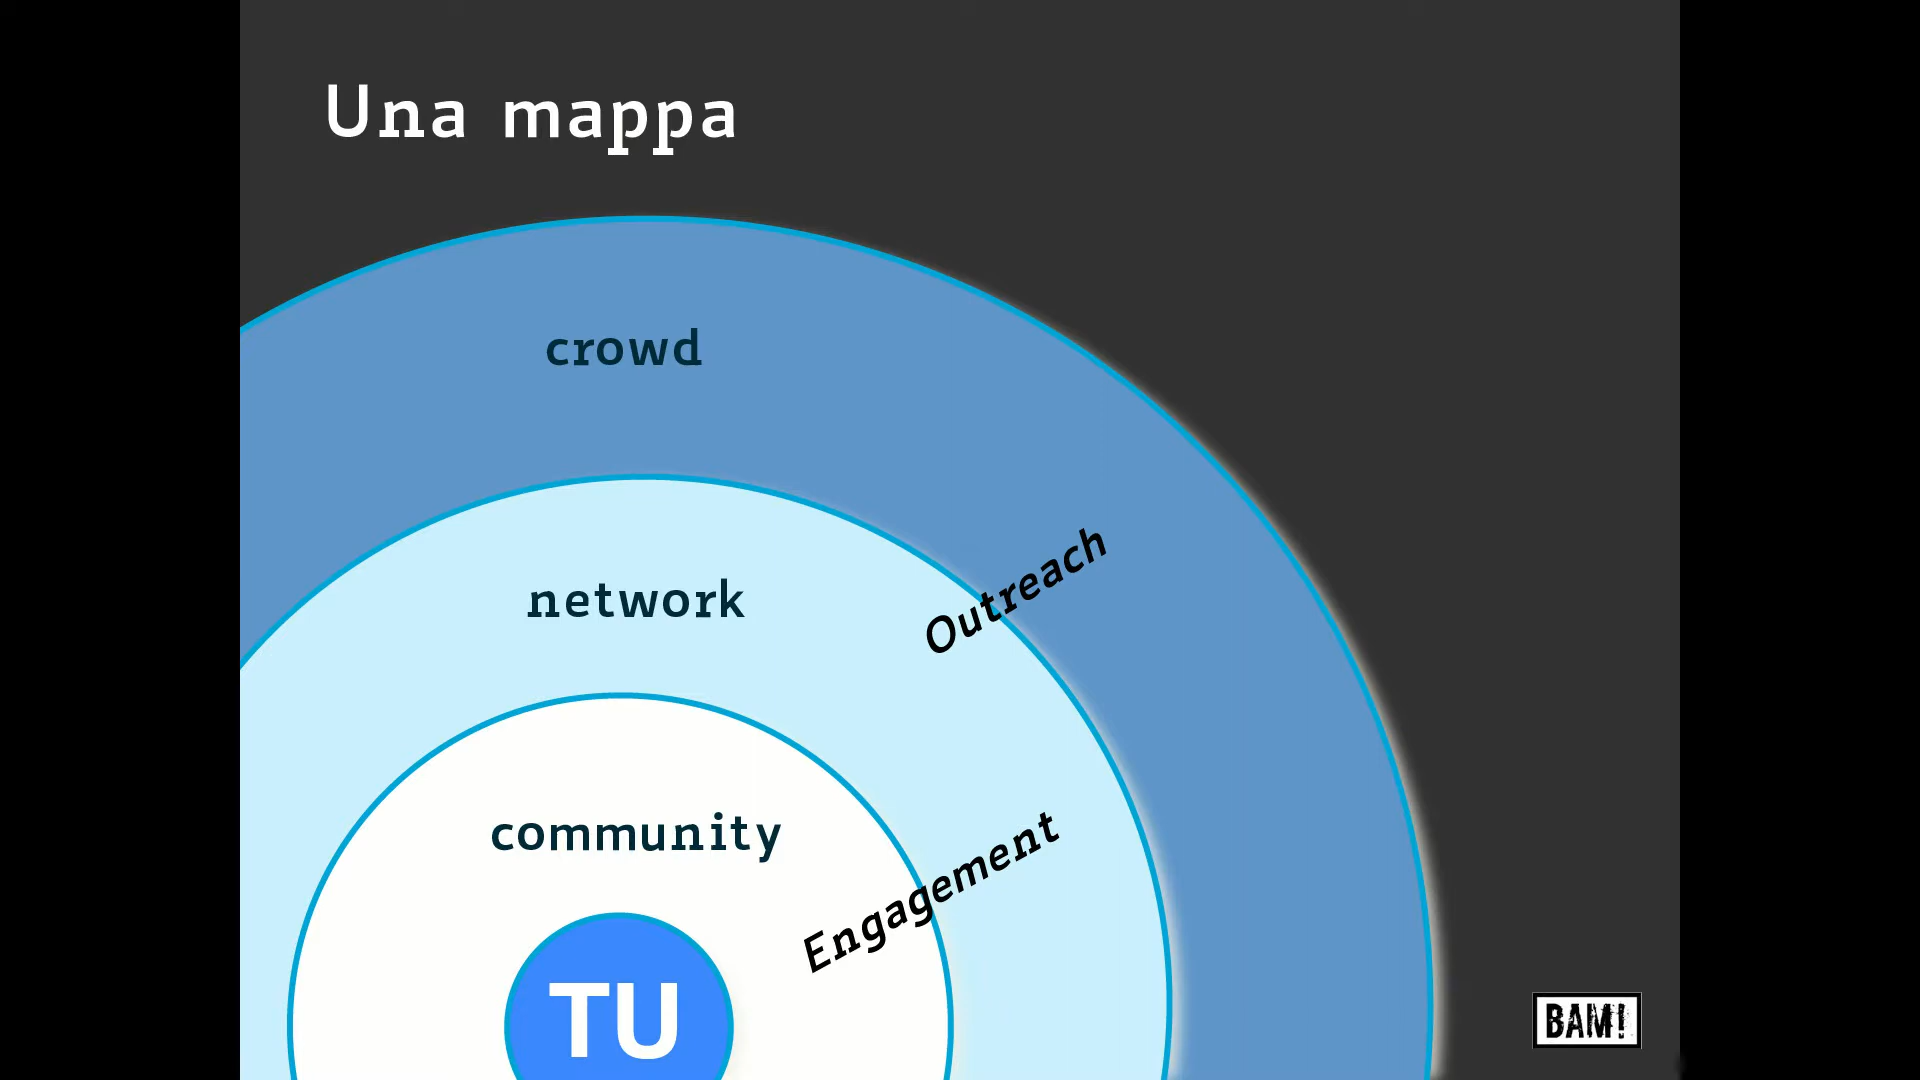 Una mappa
crowd
network
Outreach
community
Engagement
TU
BAM!